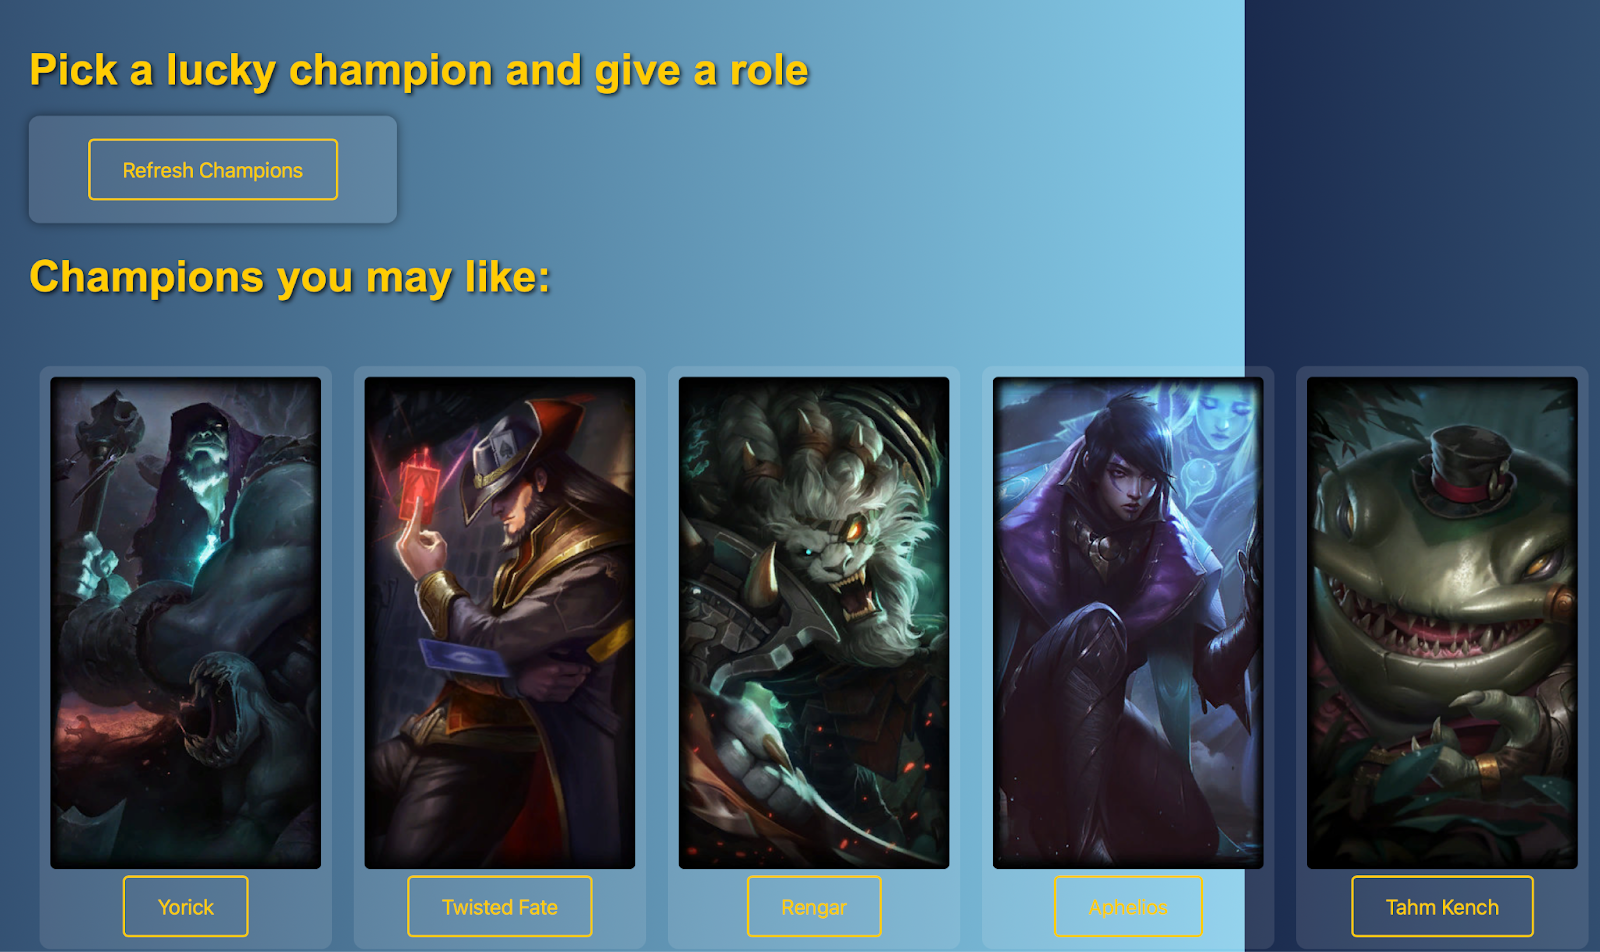 Pick a lucky champion and give a role
Refresh Champions
Champions you may like:
Yorick
Twisted Fate
Rengar
Aphelios
Tahm Kench